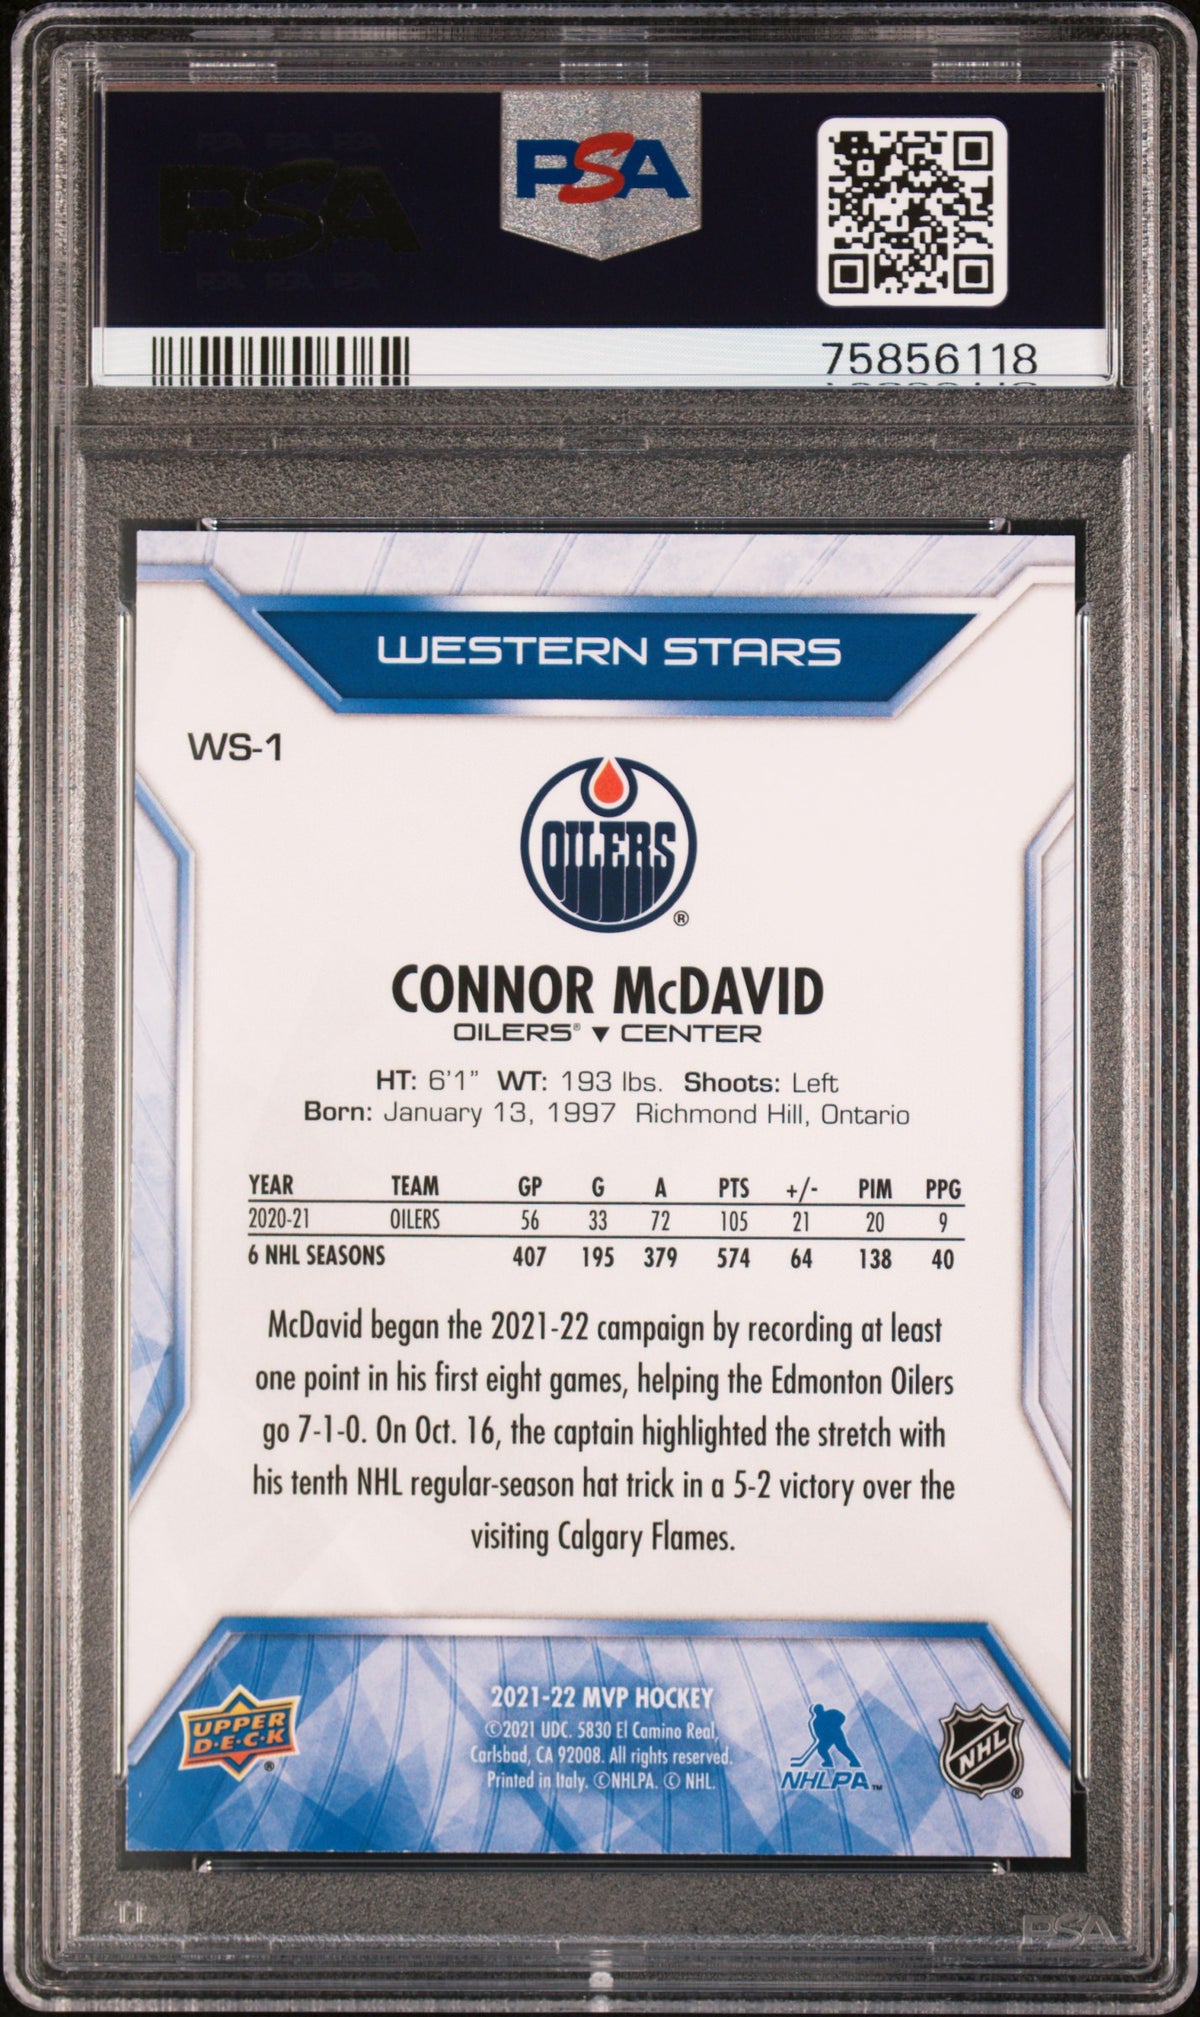 PSA
PSA
75856118
WESTERN STARS
WS-1
OILERS
®
CONNOR McDAVID
OILERS® ▼ CENTER
HT: 6'1" WT: 193 lbs. Shoots: Left
Born: January 13, 1997 Richmond Hill, Ontario
YEAR TEAM GP G A PTS +/- PIM PPG
2020-21 OILERS 56 33 72 105 21 20 9
6 NHL SEASONS 407 195 379 574 64 138 40
McDavid began the 2021-22 campaign by recording at least
one point in his first eight games, helping the Edmonton Oilers
go 7-1-0. On Oct. 16, the captain highlighted the stretch with
his tenth NHL regular-season hat trick in a 5-2 victory over the
visiting Calgary Flames.
UPPER
D·E·C·K
®
2021-22 MVP HOCKEY
©2021 UDC. 5830 El Camino Real,
Carlsbad, CA 92008. All rights reserved.
Printed in Italy. ©NHLPA. © NHL.
NHLPA™
NHL
®
PSA